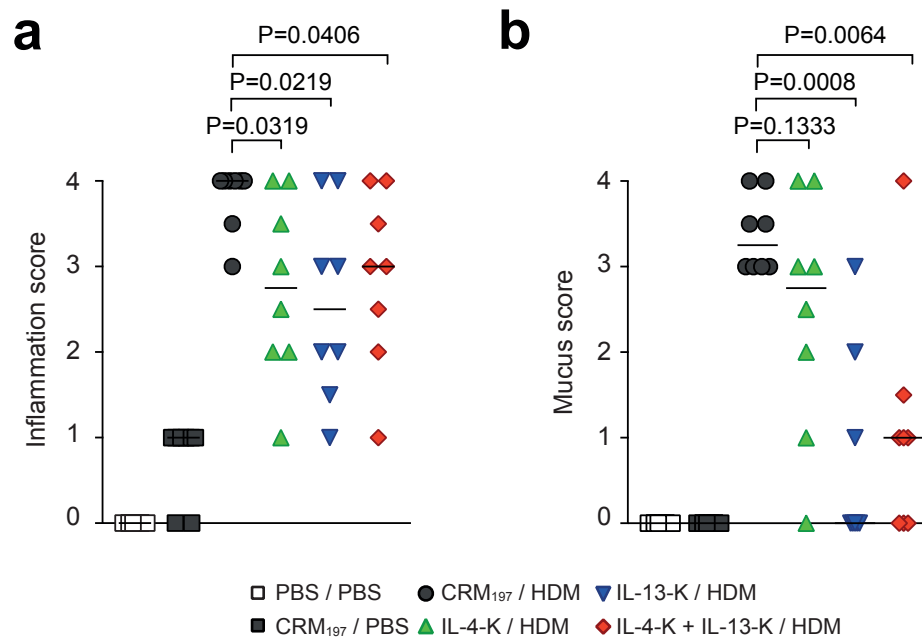 a
b
P=0.0406
P=0.0219
P=0.0319
P=0.0064
P=0.0008
P=0.1333
Inflammation score
4
3
2
1
0
Mucus score
4
3
2
1
0
PBS / PBS
CRM₁₉₇ / HDM
IL-13-K / HDM
CRM₁₉₇ / PBS
IL-4-K / HDM
IL-4-K + IL-13-K / HDM